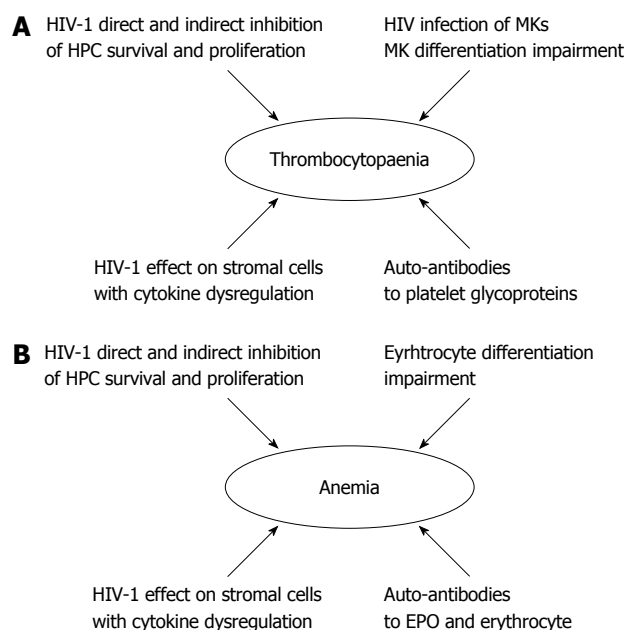 A
HIV-1 direct and indirect inhibition
of HPC survival and proliferation
HIV infection of MKs
MK differentiation impairment
Thrombocytopaenia
HIV-1 effect on stromal cells
with cytokine dysregulation
Auto-antibodies
to platelet glycoproteins
B
HIV-1 direct and indirect inhibition
of HPC survival and proliferation
Eyrhtrocyte differentiation
impairment
Anemia
HIV-1 effect on stromal cells
with cytokine dysregulation
Auto-antibodies
to EPO and erythrocyte